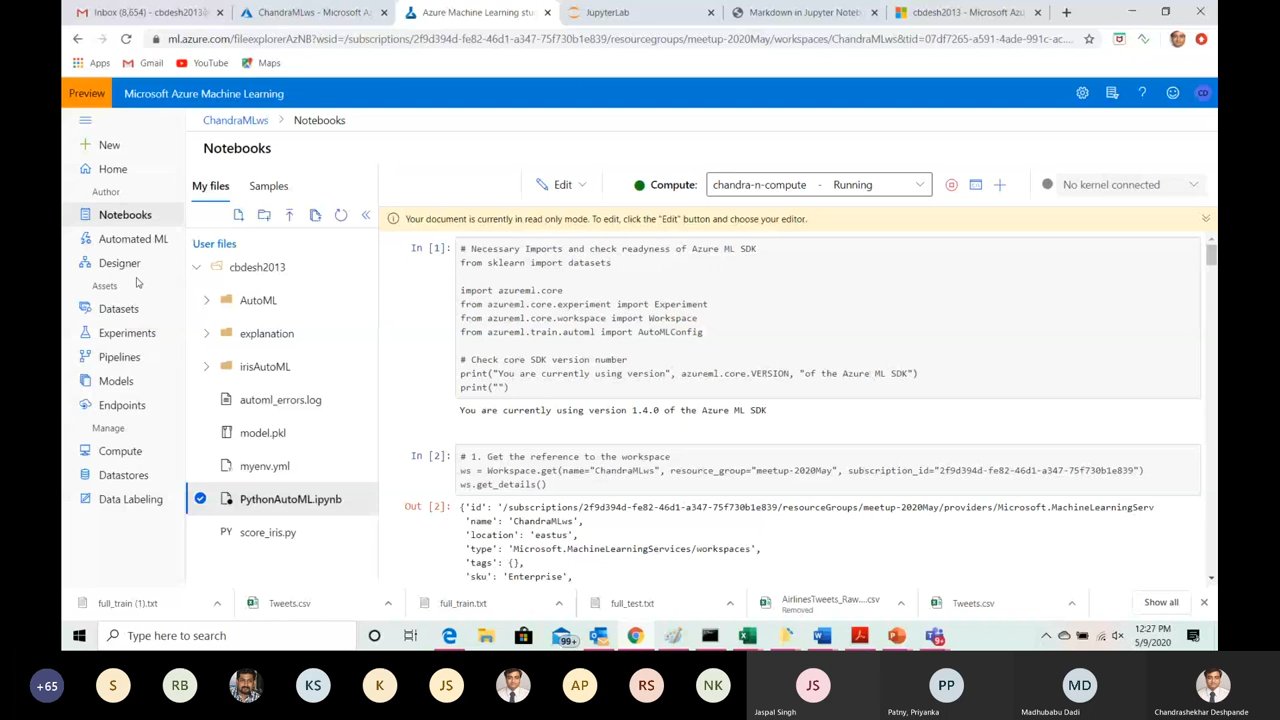 Inbox (8,654) - cbdesh2013@
ChandraMLws - Microsoft A
Azure Machine Learning stu
JupyterLab
Markdown in Jupyter Noteb
cbdesh2013 - Microsoft Azu
ml.azure.com/fileexplorerAzNB?wsid=/subscriptions/2f9d394d-fe82-46d1-a347-75f730b1e839/resourcegroups/meetup-2020May/workspaces/ChandraMLws&tid=07df7265-a591-4ade-991c-ac...
Apps
Gmail
YouTube
Maps
Preview
Microsoft Azure Machine Learning
CD
ChandraMLws > Notebooks
New
Home
Author
Notebooks
Automated ML
Designer
Assets
Datasets
Experiments
Pipelines
Models
Endpoints
Manage
Compute
Datastores
Data Labeling
Notebooks
My files
Samples
User files
cbdesh2013
AutoML
explanation
irisAutoML
automl_errors.log
model.pkl
myenv.yml
PythonAutoML.ipynb
score_iris.py
Edit
Compute:
chandra-n-compute - Running
No kernel connected
Your document is currently in read only mode. To edit, click the "Edit" button and choose your editor.
In [1]:
# Necessary Imports and check readyness of Azure ML SDK
from sklearn import datasets
import azureml.core
from azureml.core.experiment import Experiment
from azureml.core.workspace import Workspace
from azureml.train.automl import AutoMLConfig
# Check core SDK version number
print("You are currently using version", azureml.core.VERSION, "of the Azure ML SDK")
print("")
You are currently using version 1.4.0 of the Azure ML SDK
In [2]:
# 1. Get the reference to the workspace
ws = Workspace.get(name="ChandraMLws", resource_group="meetup-2020May", subscription_id="2f9d394d-fe82-46d1-a347-75f730b1e839")
ws.get_details()
Out [2]:
{'id': '/subscriptions/2f9d394d-fe82-46d1-a347-75f730b1e839/resourceGroups/meetup-2020May/providers/Microsoft.MachineLearningServ
'name': 'ChandraMLws',
'location': 'eastus',
'type': 'Microsoft.MachineLearningServices/workspaces',
'tags': {},
'sku': 'Enterprise',
full_train (1).txt
Tweets.csv
full_train.txt
full_test.txt
AirlinesTweets_Raw....csv
Removed
Tweets.csv
Show all
Type here to search
99+
9+
12:27 PM
5/9/2020
+65
S
RB
KS
K
JS
AP
RS
NK
JS
Jaspal Singh
PP
Patny, Priyanka
MD
Madhubabu Dadi
Chandrashekhar Deshpande